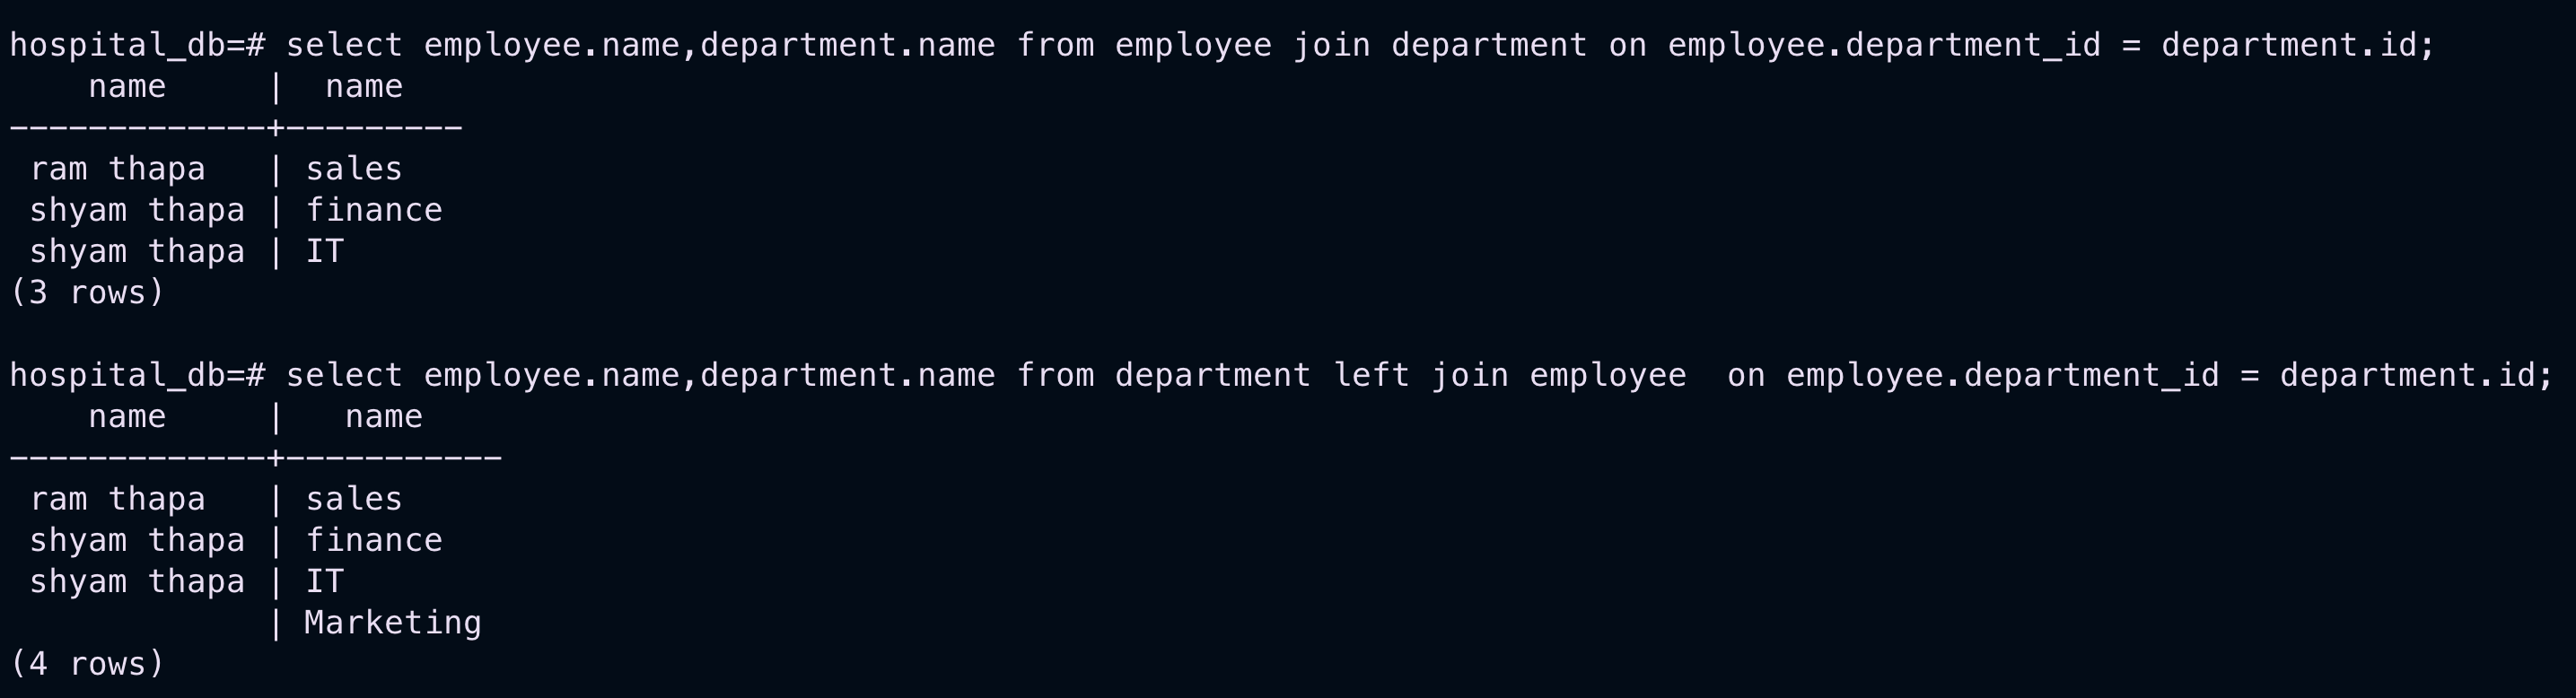 hospital_db=# select employee.name,department.name from employee join department on employee.department_id = department.id;
    name     |  name
-------------+---------
 ram thapa   | sales
 shyam thapa | finance
 shyam thapa | IT
(3 rows)

hospital_db=# select employee.name,department.name from department left join employee  on employee.department_id = department.id;
    name     |   name
-------------+-----------
 ram thapa   | sales
 shyam thapa | finance
 shyam thapa | IT
             | Marketing
(4 rows)